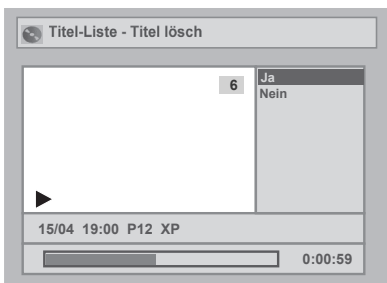 Titel-Liste - Titel lösch
6
Ja
Nein
15/04 19:00 P12 XP
0:00:59